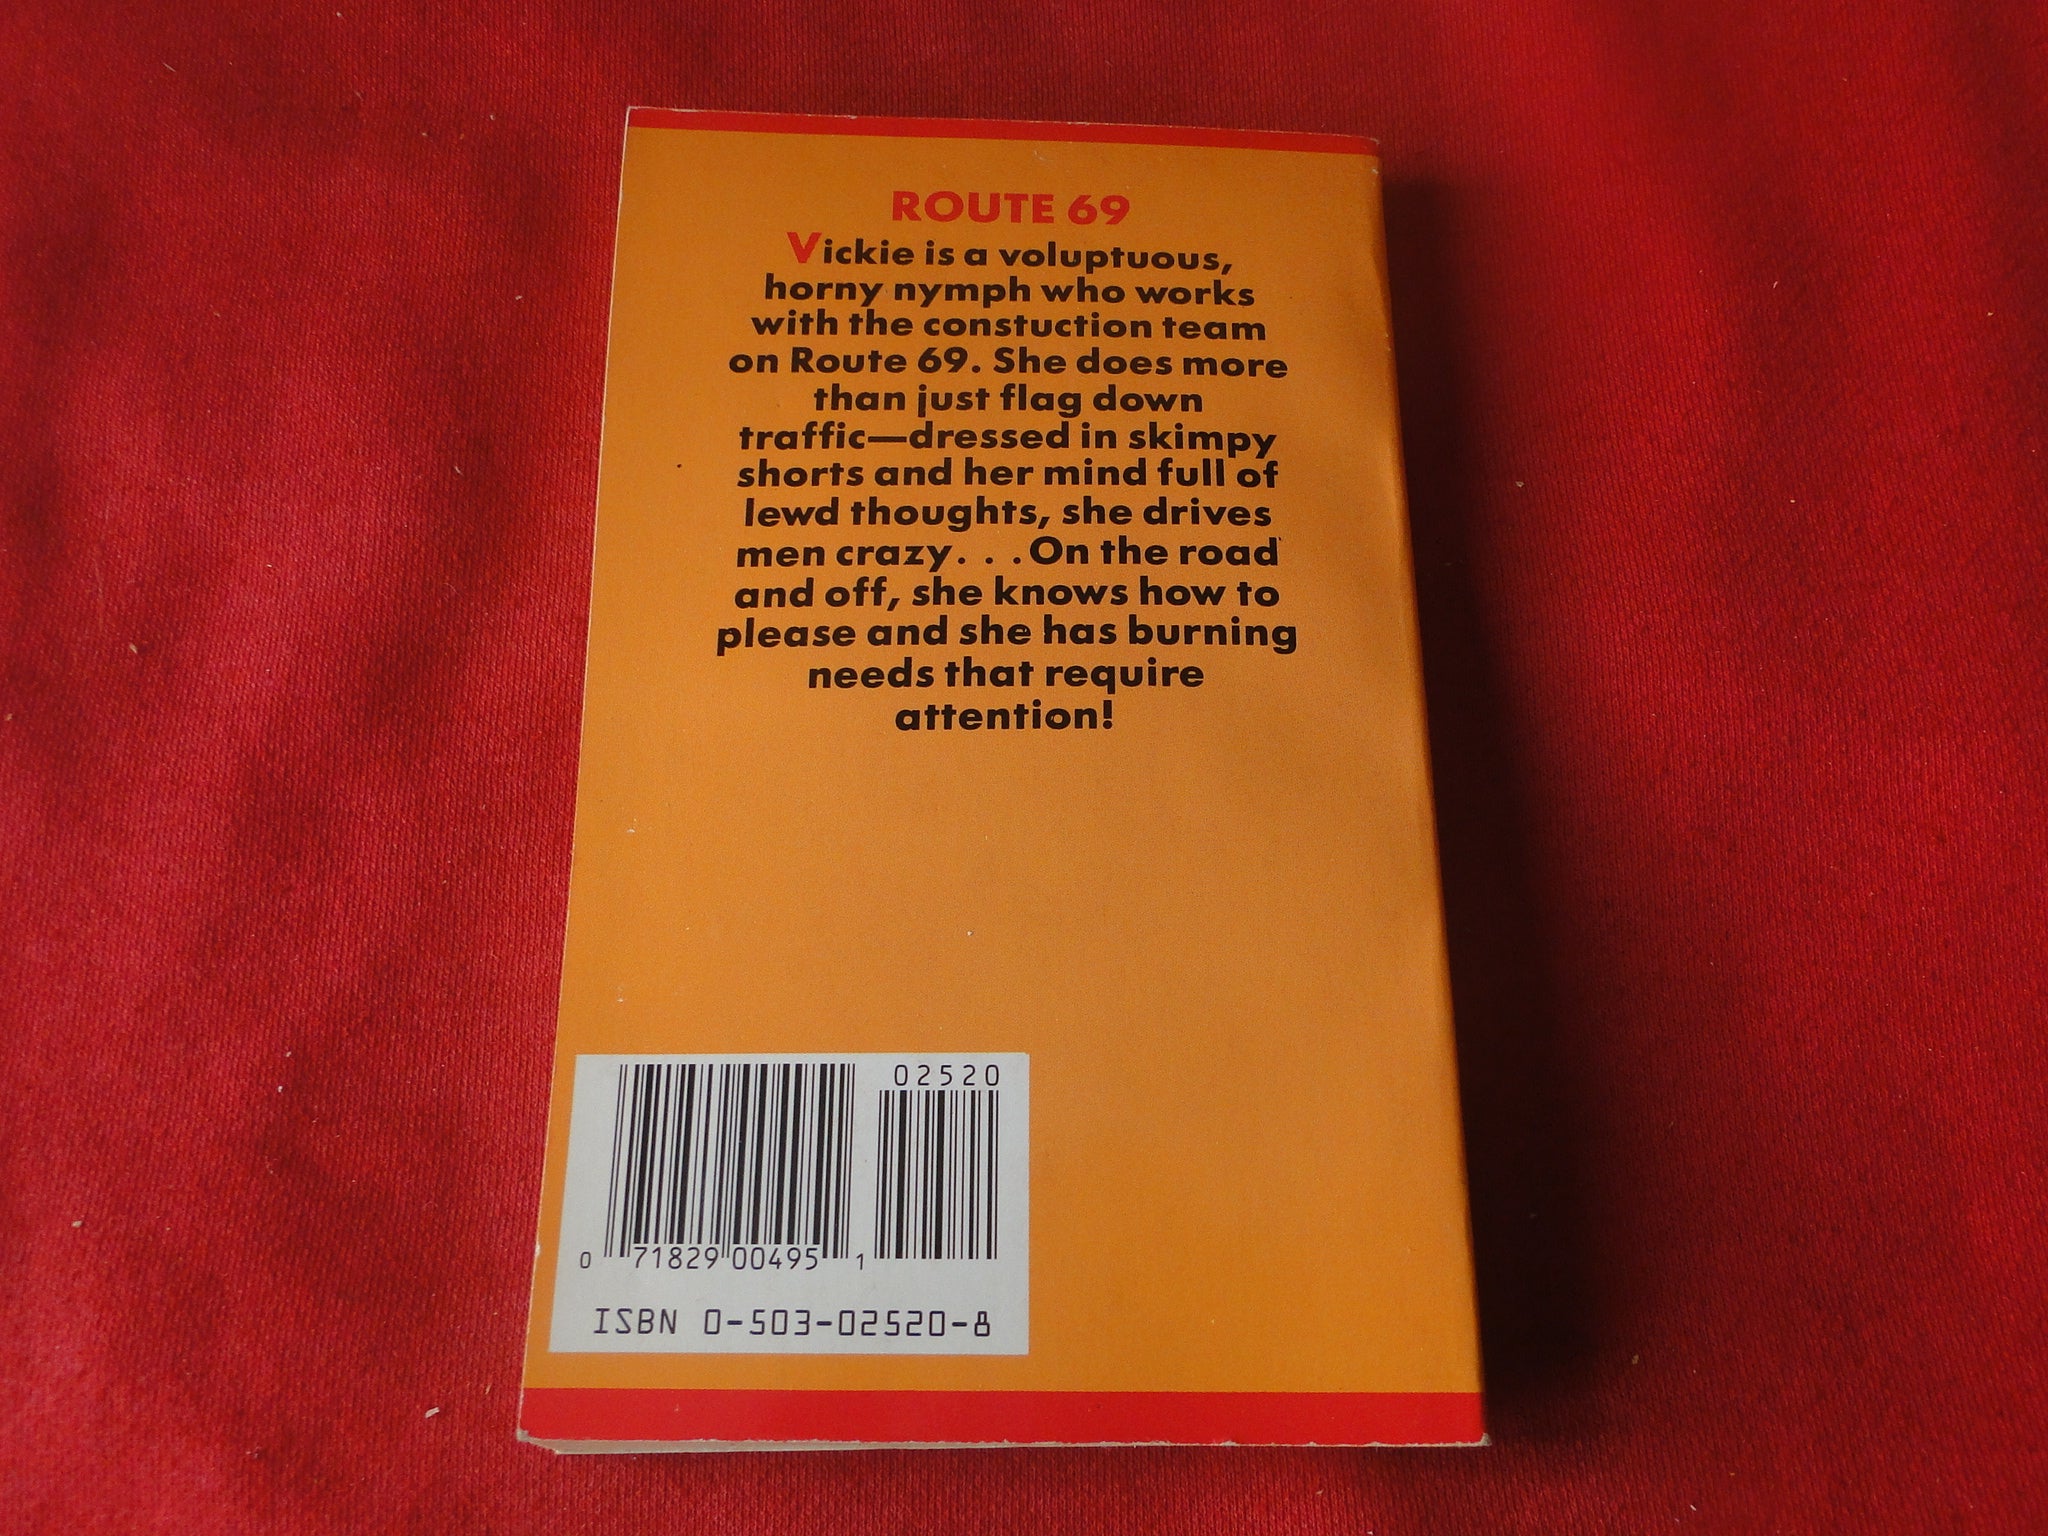 ROUTE 69
Vickie is a voluptuous,
horny nymph who works
with the constuction team
on Route 69. She does more
than just flag down
traffic—dressed in skimpy
shorts and her mind full of
lewd thoughts, she drives
men crazy. . .On the road
and off, she knows how to
please and she has burning
needs that require
attention!
02520
0 71829 00495 1
ISBN 0-503-02520-8